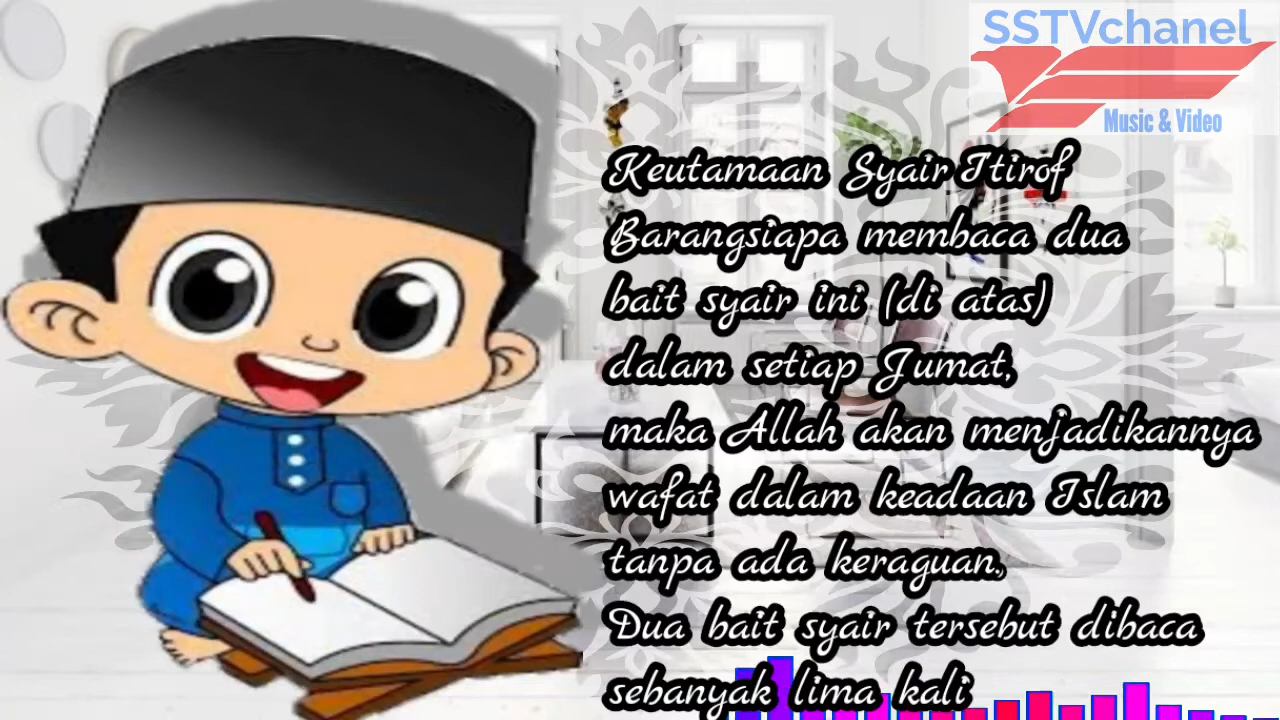 SSTVchanel
Music & Video
Keutamaan Syair Itirof
Barangsiapa membaca dua
bait syair ini (di atas)
dalam setiap Jumat,
maka Allah akan menjadikannya
wafat dalam keadaan Islam
tanpa ada keraguan,
Dua bait syair tersebut dibaca
sebanyak lima kali